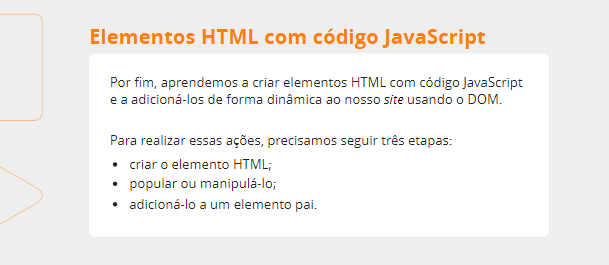 Elementos HTML com código JavaScript
Por fim, aprendemos a criar elementos HTML com código JavaScript
e a adicioná-los de forma dinâmica ao nosso site usando o DOM.
Para realizar essas ações, precisamos seguir três etapas:
• criar o elemento HTML;
• popular ou manipulá-lo;
• adicioná-lo a um elemento pai.